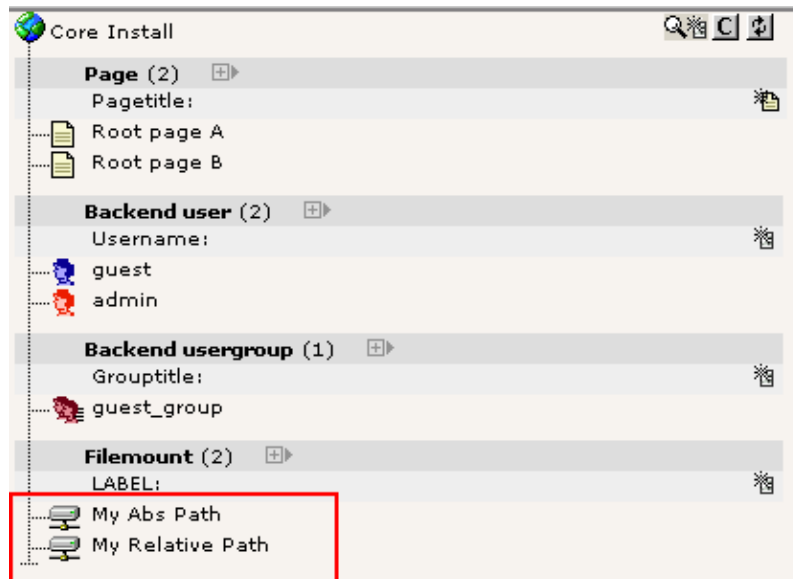 Core Install
C
Page (2)
Pagetitle:
Root page A
Root page B
Backend user (2)
Username:
guest
admin
Backend usergroup (1)
Grouptitle:
guest_group
Filemount (2)
LABEL:
My Abs Path
My Relative Path